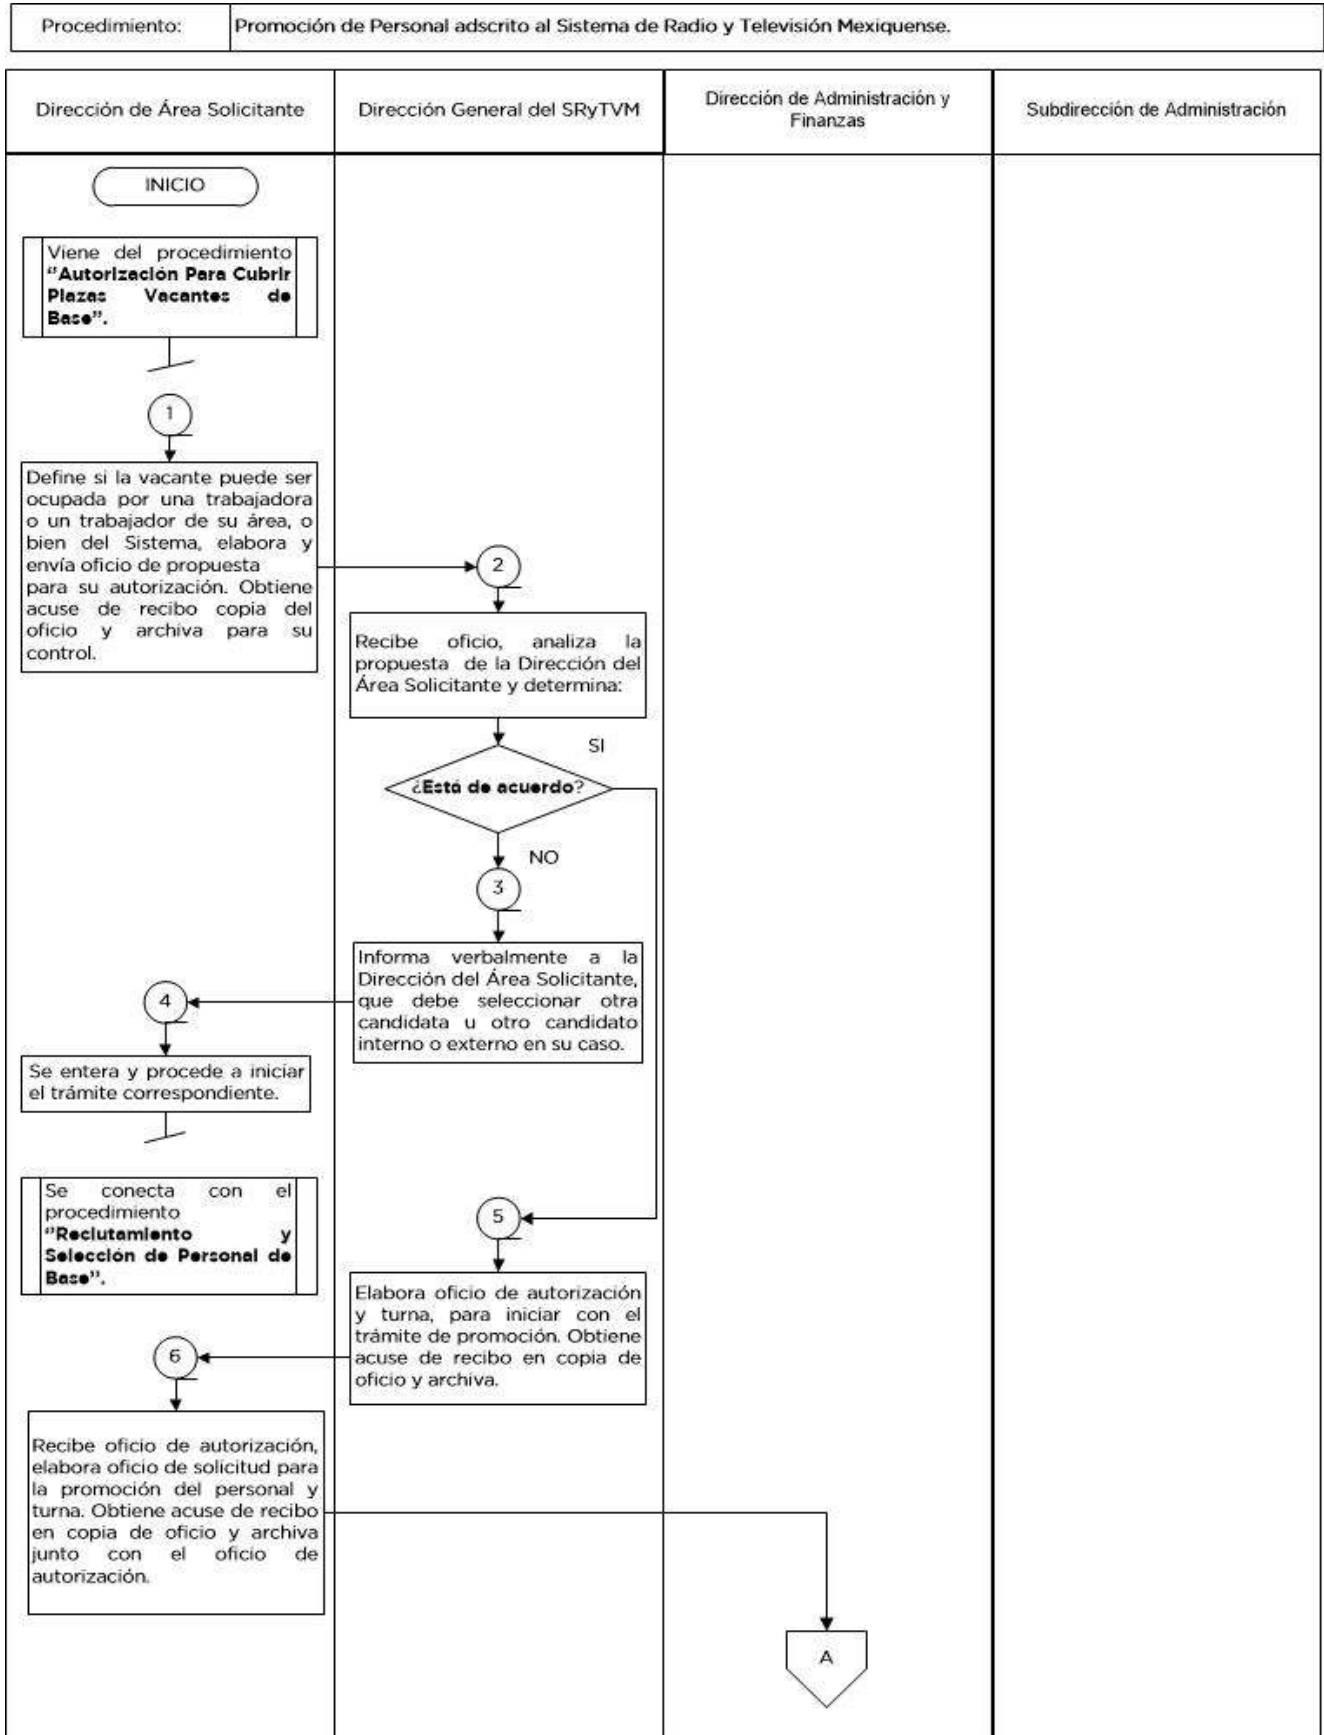 Procedimiento:
Promoción de Personal adscrito al Sistema de Radio y Televisión Mexiquense.
Dirección de Área Solicitante
Dirección General del SRyTVM
Dirección de Administración y
Finanzas
Subdirección de Administración
INICIO
Viene del procedimiento
“Autorización Para Cubrir
Plazas Vacantes de
Base”.
1
Define si la vacante puede ser
ocupada por una trabajadora
o un trabajador de su área, o
bien del Sistema, elabora y
envía oficio de propuesta
para su autorización. Obtiene
acuse de recibo copia del
oficio y archiva para su
control.
2
Recibe oficio, analiza la
propuesta de la Dirección del
Área Solicitante y determina:
SI
¿Está de acuerdo?
NO
3
Informa verbalmente a la
Dirección del Área Solicitante,
que debe seleccionar otra
candidata u otro candidato
interno o externo en su caso.
4
Se entera y procede a iniciar
el trámite correspondiente.
Se conecta con el
procedimiento
“Reclutamiento y
Selección de Personal de
Base”.
5
Elabora oficio de autorización
y turna, para iniciar con el
trámite de promoción. Obtiene
acuse de recibo en copia de
oficio y archiva.
6
Recibe oficio de autorización,
elabora oficio de solicitud para
la promoción del personal y
turna. Obtiene acuse de recibo
en copia de oficio y archiva
junto con el oficio de
autorización.
A